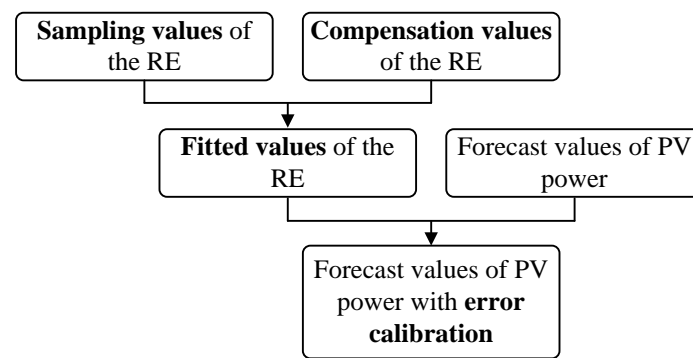 Sampling values of
the RE
Compensation values
of the RE
Fitted values of the
RE
Forecast values of PV
power
Forecast values of PV
power with error
calibration